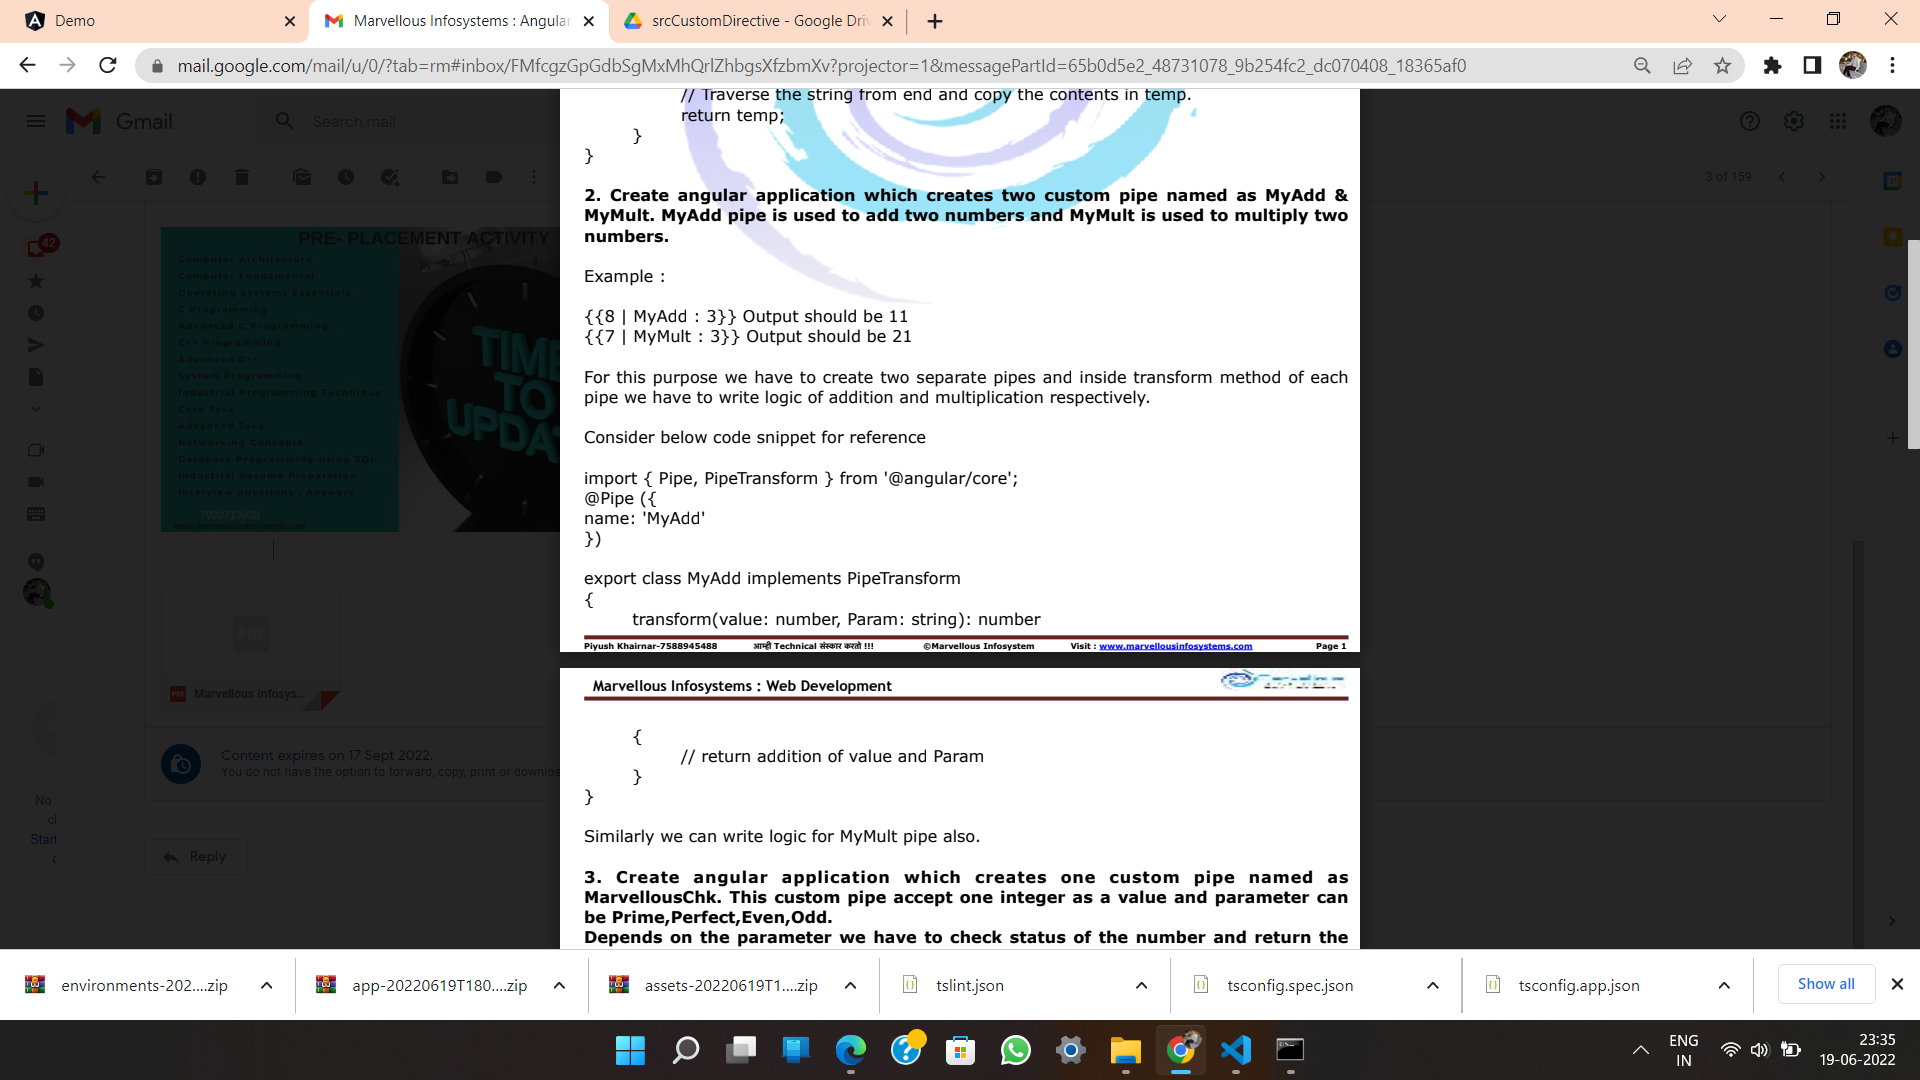 Demo
Marvellous Infosystems : Angular
srcCustomDirective - Google Driv
mail.google.com/mail/u/0/?tab=rm#inbox/FMfcgzGpGdbSgMxMhQrlZhbgsXfzbmXv?projector=1&messagePartId=65b0d5e2_48731078_9b254fc2_dc070408_18365af0
Gmail
Search mail
3 of 159
42
PRE- PLACEMENT ACTIVITY
-Computer Architecture
-Computer Fundamental
-Operating Systems Essentials
-C Programming
-Advanced C Programming
-C++ Programming
-Advanced C++
-System Programming
-Industrial Programming Technique
-Core Java
-Advanced Java
-Networking Concepts
-Database Programming using SQL
-Industrial Resume Preparation
-Interview questions . Answers
7020713938
www.marvellousinfosystems.com
TIME
TO
UPDA
PDF
PDF Marvellous Infosys...
Content expires on 17 Sept 2022.
You do not have the option to forward, copy, print or downloa
No
Start
Reply
// Traverse the string from end and copy the contents in temp.
return temp;
}
}
2. Create angular application which creates two custom pipe named as MyAdd &
MyMult. MyAdd pipe is used to add two numbers and MyMult is used to multiply two
numbers.
Example :
{{8 | MyAdd : 3}} Output should be 11
{{7 | MyMult : 3}} Output should be 21
For this purpose we have to create two separate pipes and inside transform method of each
pipe we have to write logic of addition and multiplication respectively.
Consider below code snippet for reference
import { Pipe, PipeTransform } from '@angular/core';
@Pipe ({
name: 'MyAdd'
})
export class MyAdd implements PipeTransform
{
transform(value: number, Param: string): number
Piyush Khairnar-7588945488 आम्ही Technical संस्कार करतो !!! ©Marvellous Infosystem Visit : www.marvellousinfosystems.com Page 1
Marvellous Infosystems : Web Development
{
// return addition of value and Param
}
}
Similarly we can write logic for MyMult pipe also.
3. Create angular application which creates one custom pipe named as
MarvellousChk. This custom pipe accept one integer as a value and parameter can
be Prime,Perfect,Even,Odd.
Depends on the parameter we have to check status of the number and return the
environments-202....zip
app-20220619T180....zip
assets-20220619T1....zip
tslint.json
tsconfig.spec.json
tsconfig.app.json
Show all
ENG
IN
23:35
19-06-2022